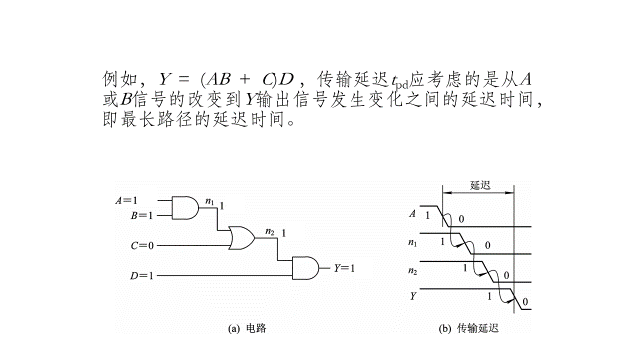 例如，Y = (AB + C)D，传输延迟tpd应考虑的是从A
或B信号的改变到Y输出信号发生变化之间的延迟时间，
即最长路径的延迟时间。
延迟
A=1
n1 1
B=1
C=0
n2 1
D=1
Y=1
A 1 0
n1 1 0
n2 1 0
Y 1 0
(a) 电路
(b) 传输延迟